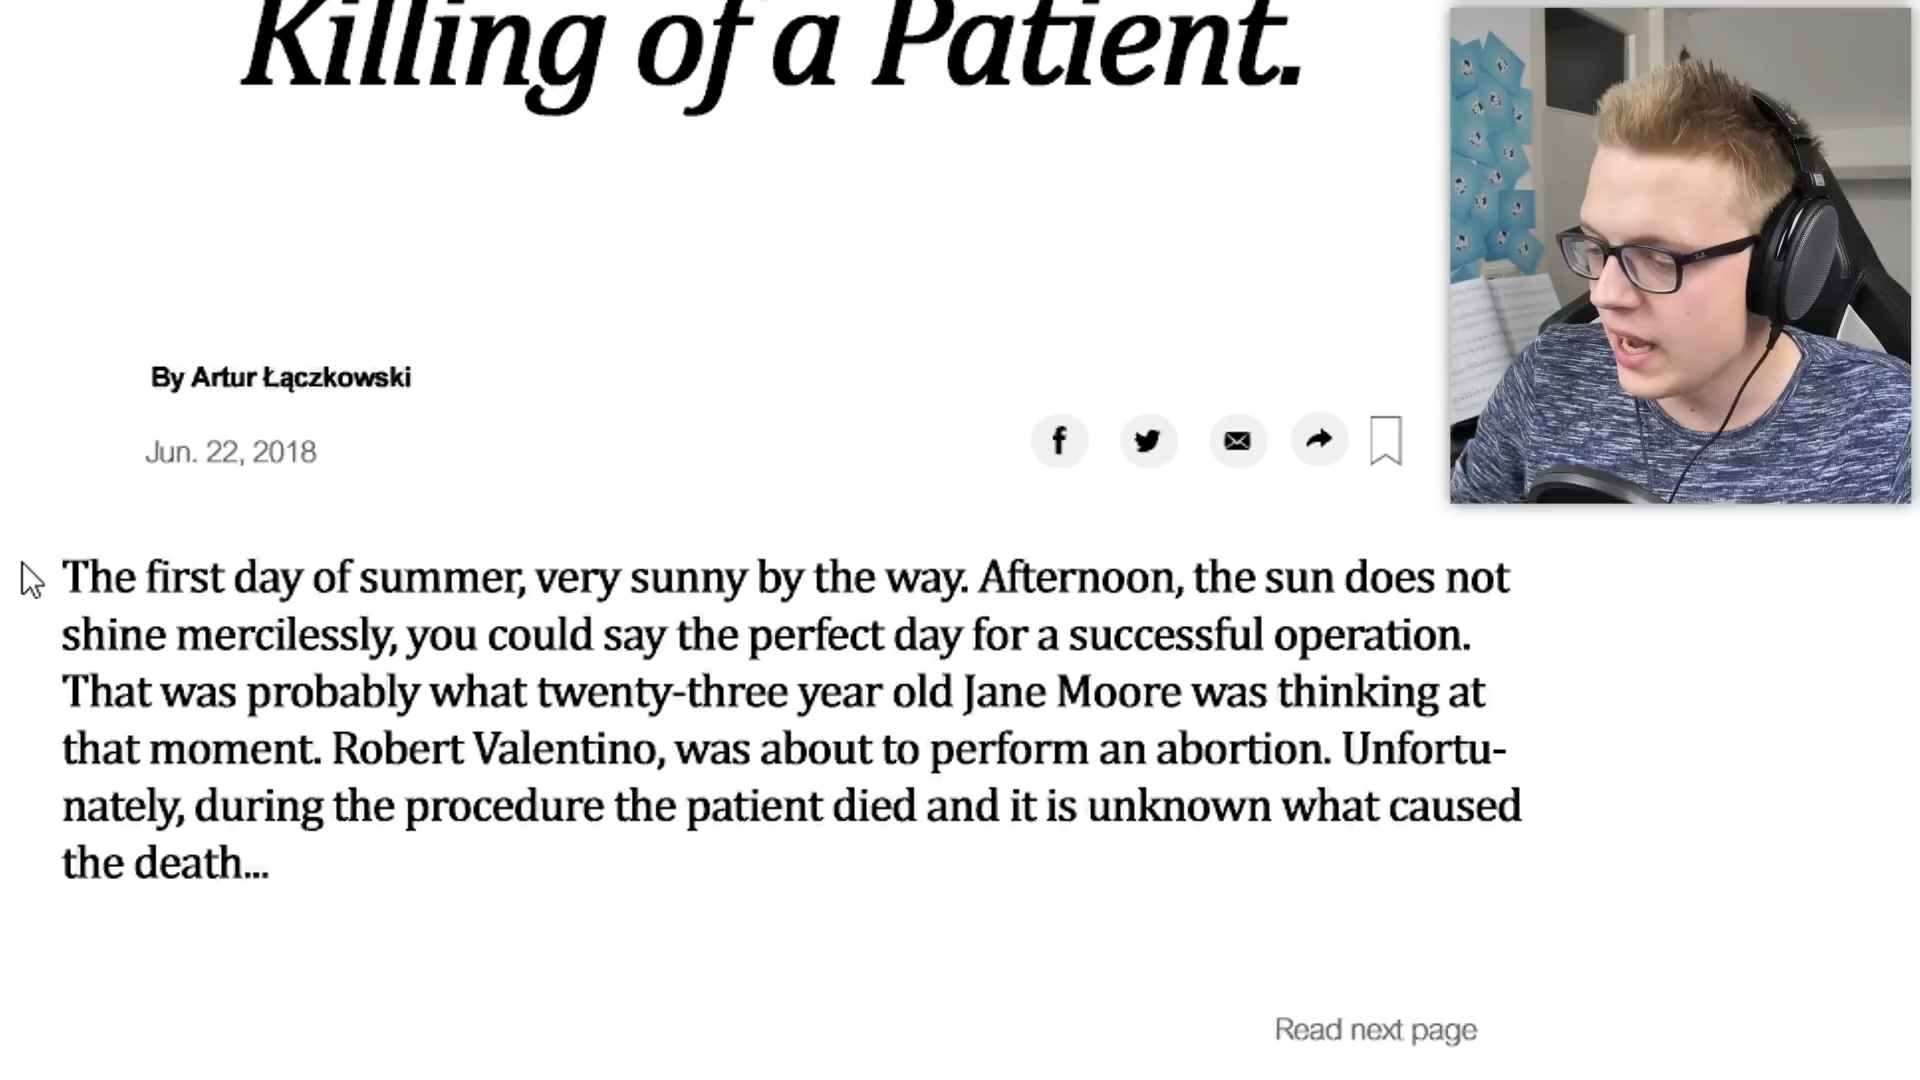 Killing of a Patient.
By Artur Łączkowski
Jun. 22, 2018
The first day of summer, very sunny by the way. Afternoon, the sun does not
shine mercilessly, you could say the perfect day for a successful operation.
That was probably what twenty-three year old Jane Moore was thinking at
that moment. Robert Valentino, was about to perform an abortion. Unfortu-
nately, during the procedure the patient died and it is unknown what caused
the death...
Read next page